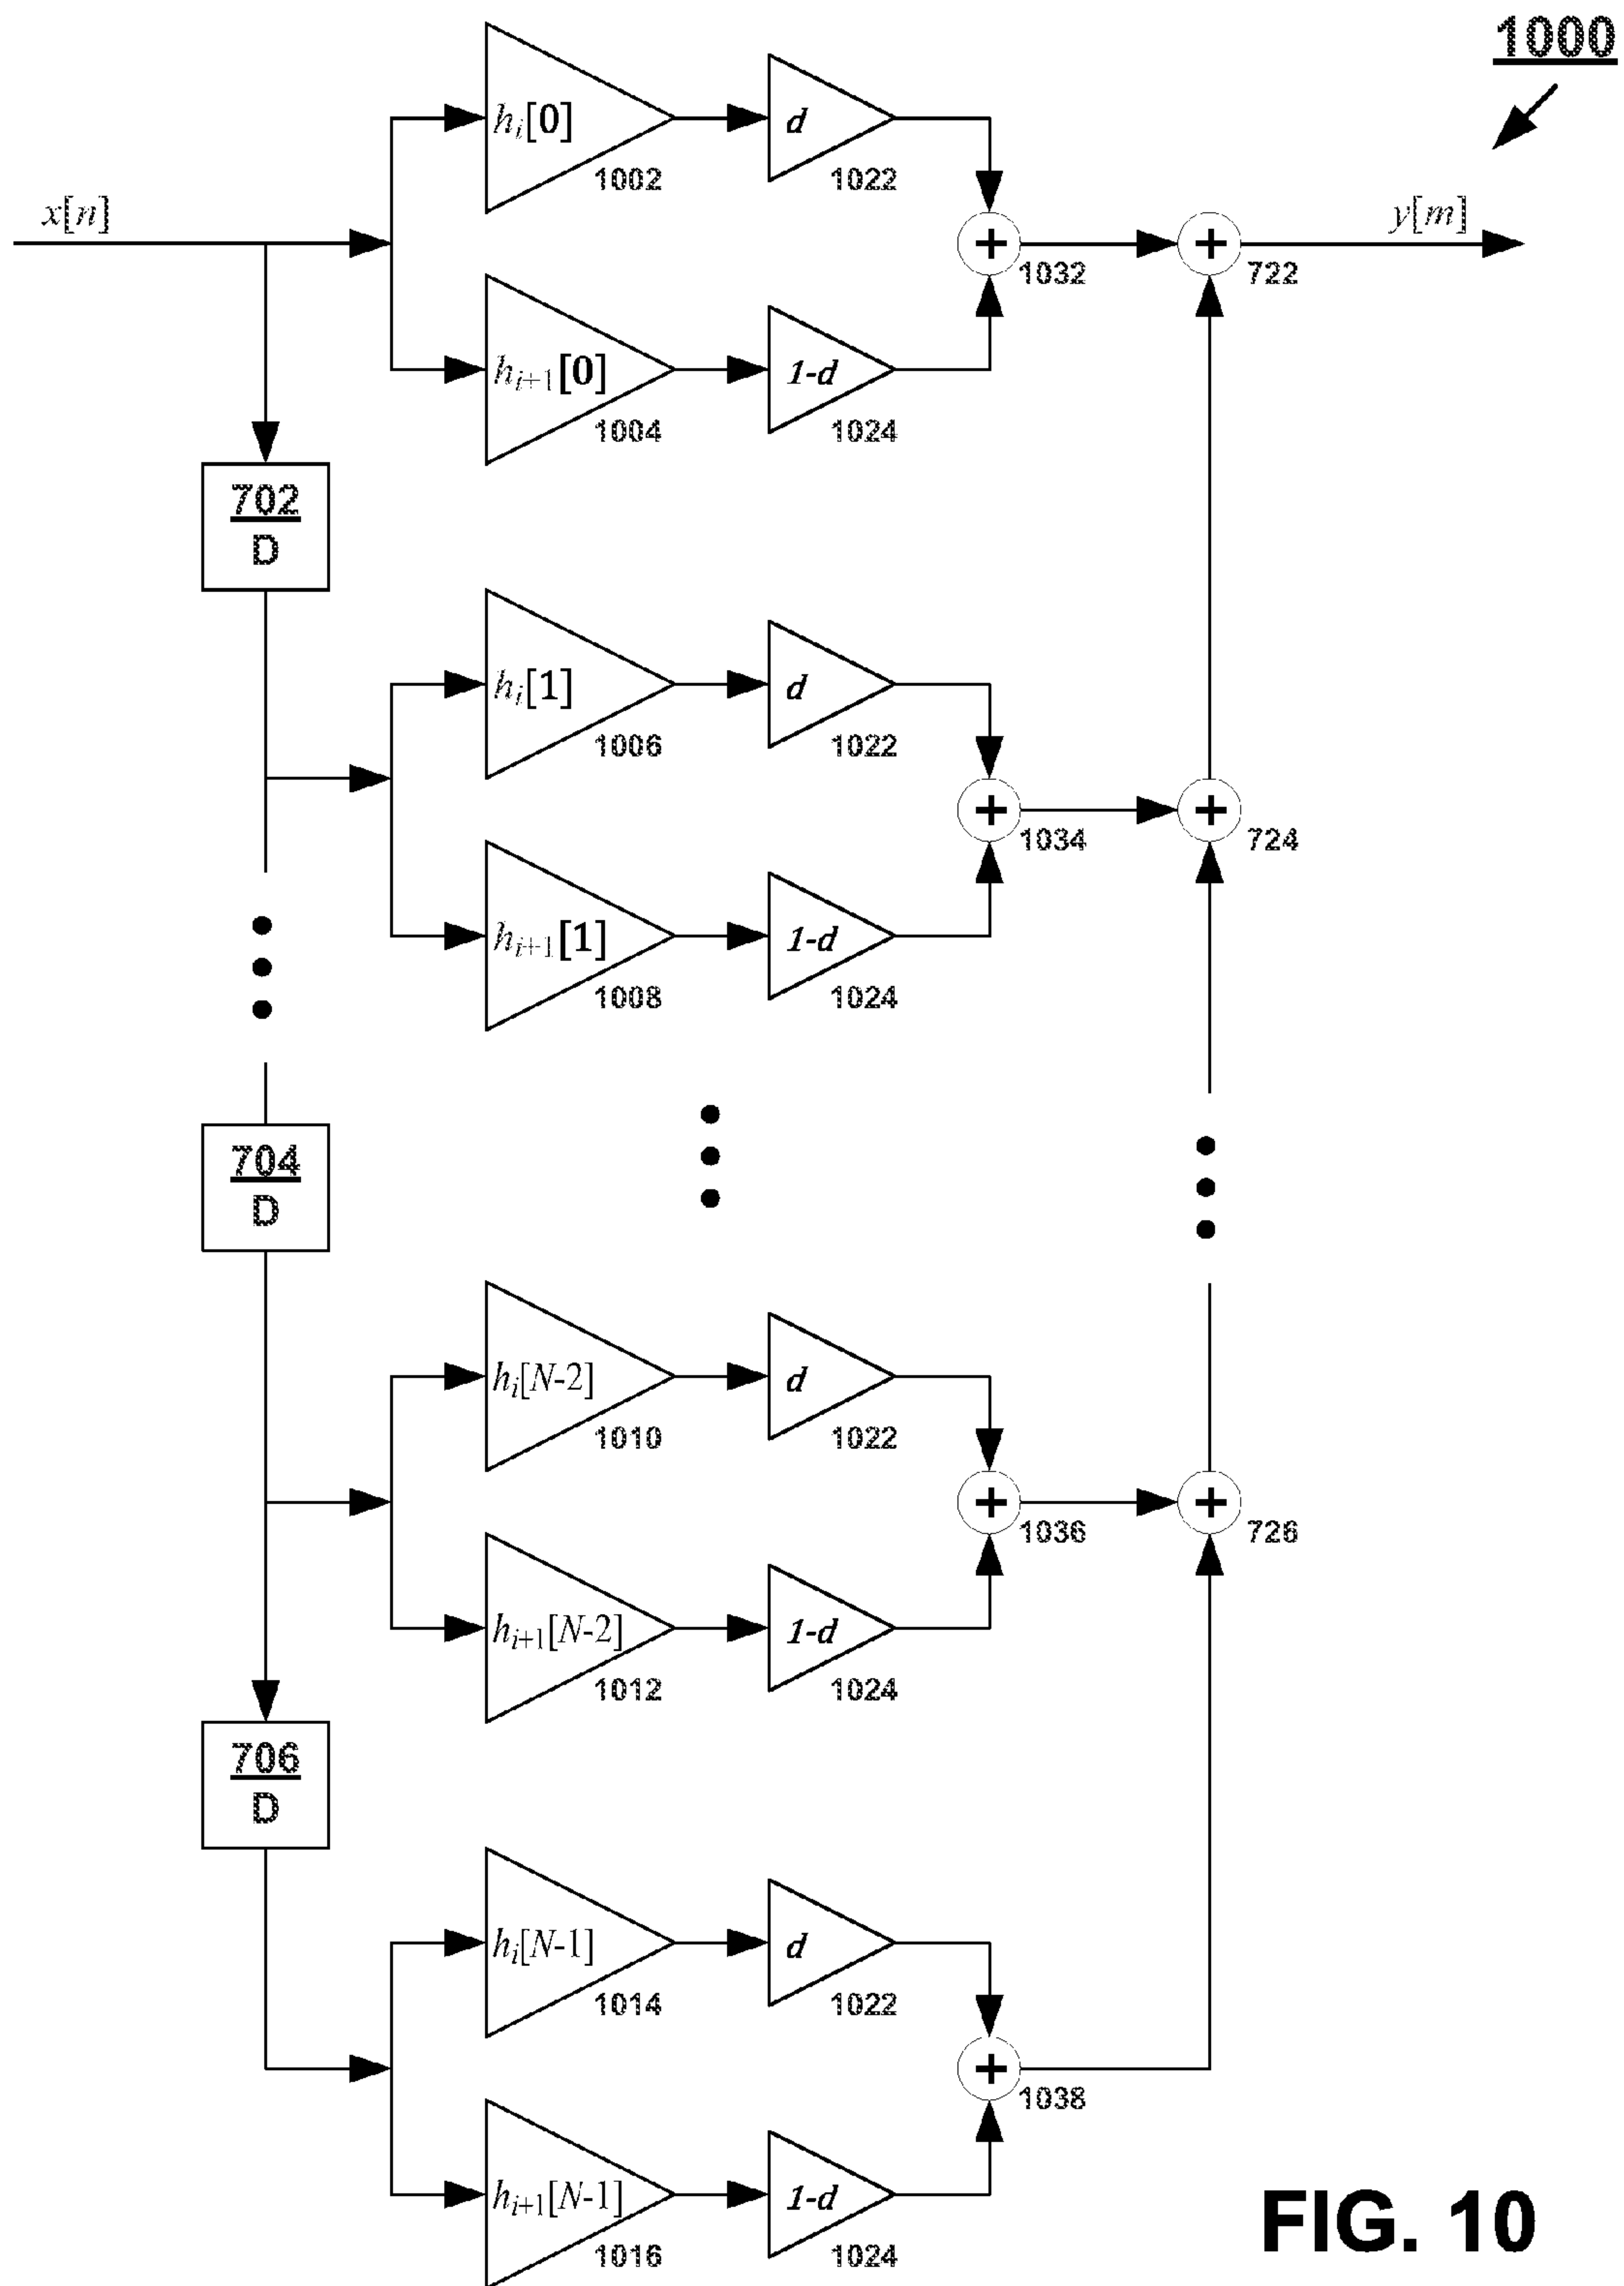 1000
h_i[0]
d
1002
1022
x[n]
+
+
y[m]
1032
722
h_{i+1}[0]
1-d
1004
1024
702
D
h_i[1]
d
1006
1022
+
+
1034
724
h_{i+1}[1]
1-d
1008
1024
704
D
h_i[N-2]
d
1010
1022
+
+
1036
726
h_{i+1}[N-2]
1-d
1012
1024
706
D
h_i[N-1]
d
1014
1022
+
1038
h_{i+1}[N-1]
1-d
1016
1024
FIG. 10